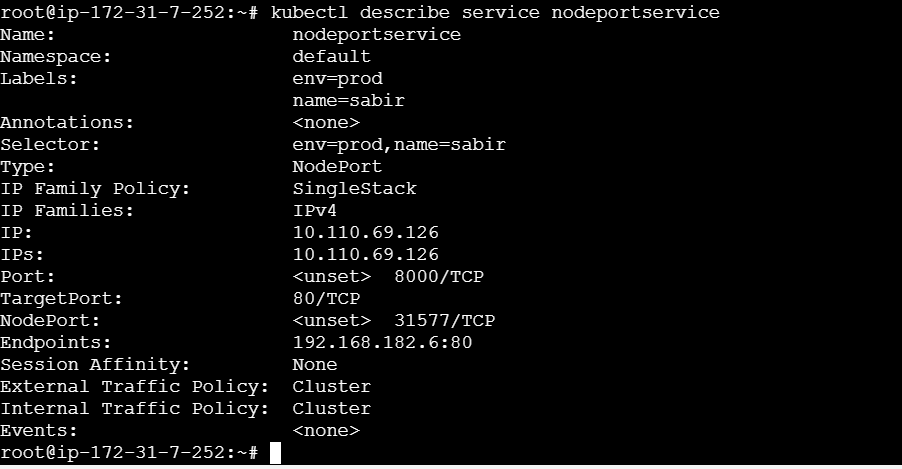 root@ip-172-31-7-252:~# kubectl describe service nodeportservice
Name:                     nodeportservice
Namespace:                default
Labels:                   env=prod
                          name=sabir
Annotations:              <none>
Selector:                 env=prod,name=sabir
Type:                     NodePort
IP Family Policy:         SingleStack
IP Families:              IPv4
IP:                       10.110.69.126
IPs:                      10.110.69.126
Port:                     <unset>  8000/TCP
TargetPort:               80/TCP
NodePort:                 <unset>  31577/TCP
Endpoints:                192.168.182.6:80
Session Affinity:         None
External Traffic Policy:  Cluster
Internal Traffic Policy:  Cluster
Events:                   <none>
root@ip-172-31-7-252:~#